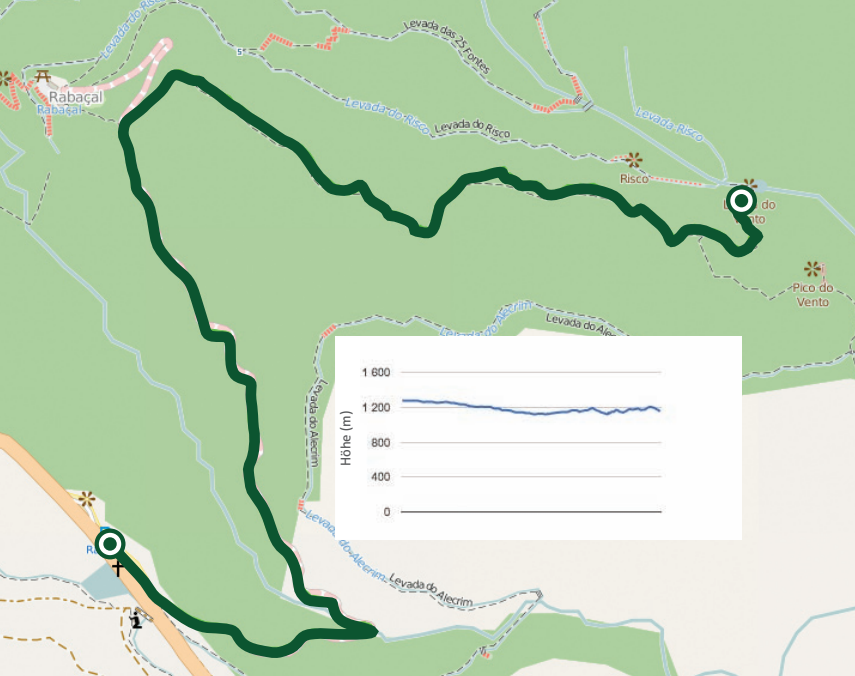 Levada do Risco
Levada das 25 Fontes
5
Rabaçal
Rabaçal
Levada do Risco
Levada do Risco
Levada Risco
Risco
do
Vento
Pico do
Vento
Levada do Alecrim
Levada do Alec
1 600
1 200
800
400
0
Höhe (m)
Levada do Alecrim
Levada do Alecrim
Levada do Alecrim
i